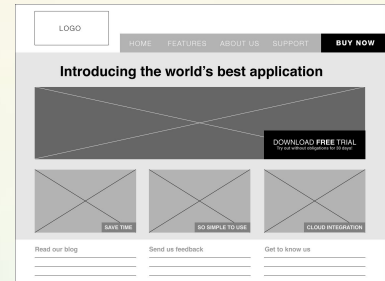 LOGO
HOME FEATURES ABOUT US SUPPORT BUY NOW
Introducing the world's best application
DOWNLOAD FREE TRIAL
Try out without obligations for 30 days!
SAVE TIME
SO SIMPLE TO USE
CLOUD INTEGRATION
Read our blog
Send us feedback
Get to know us